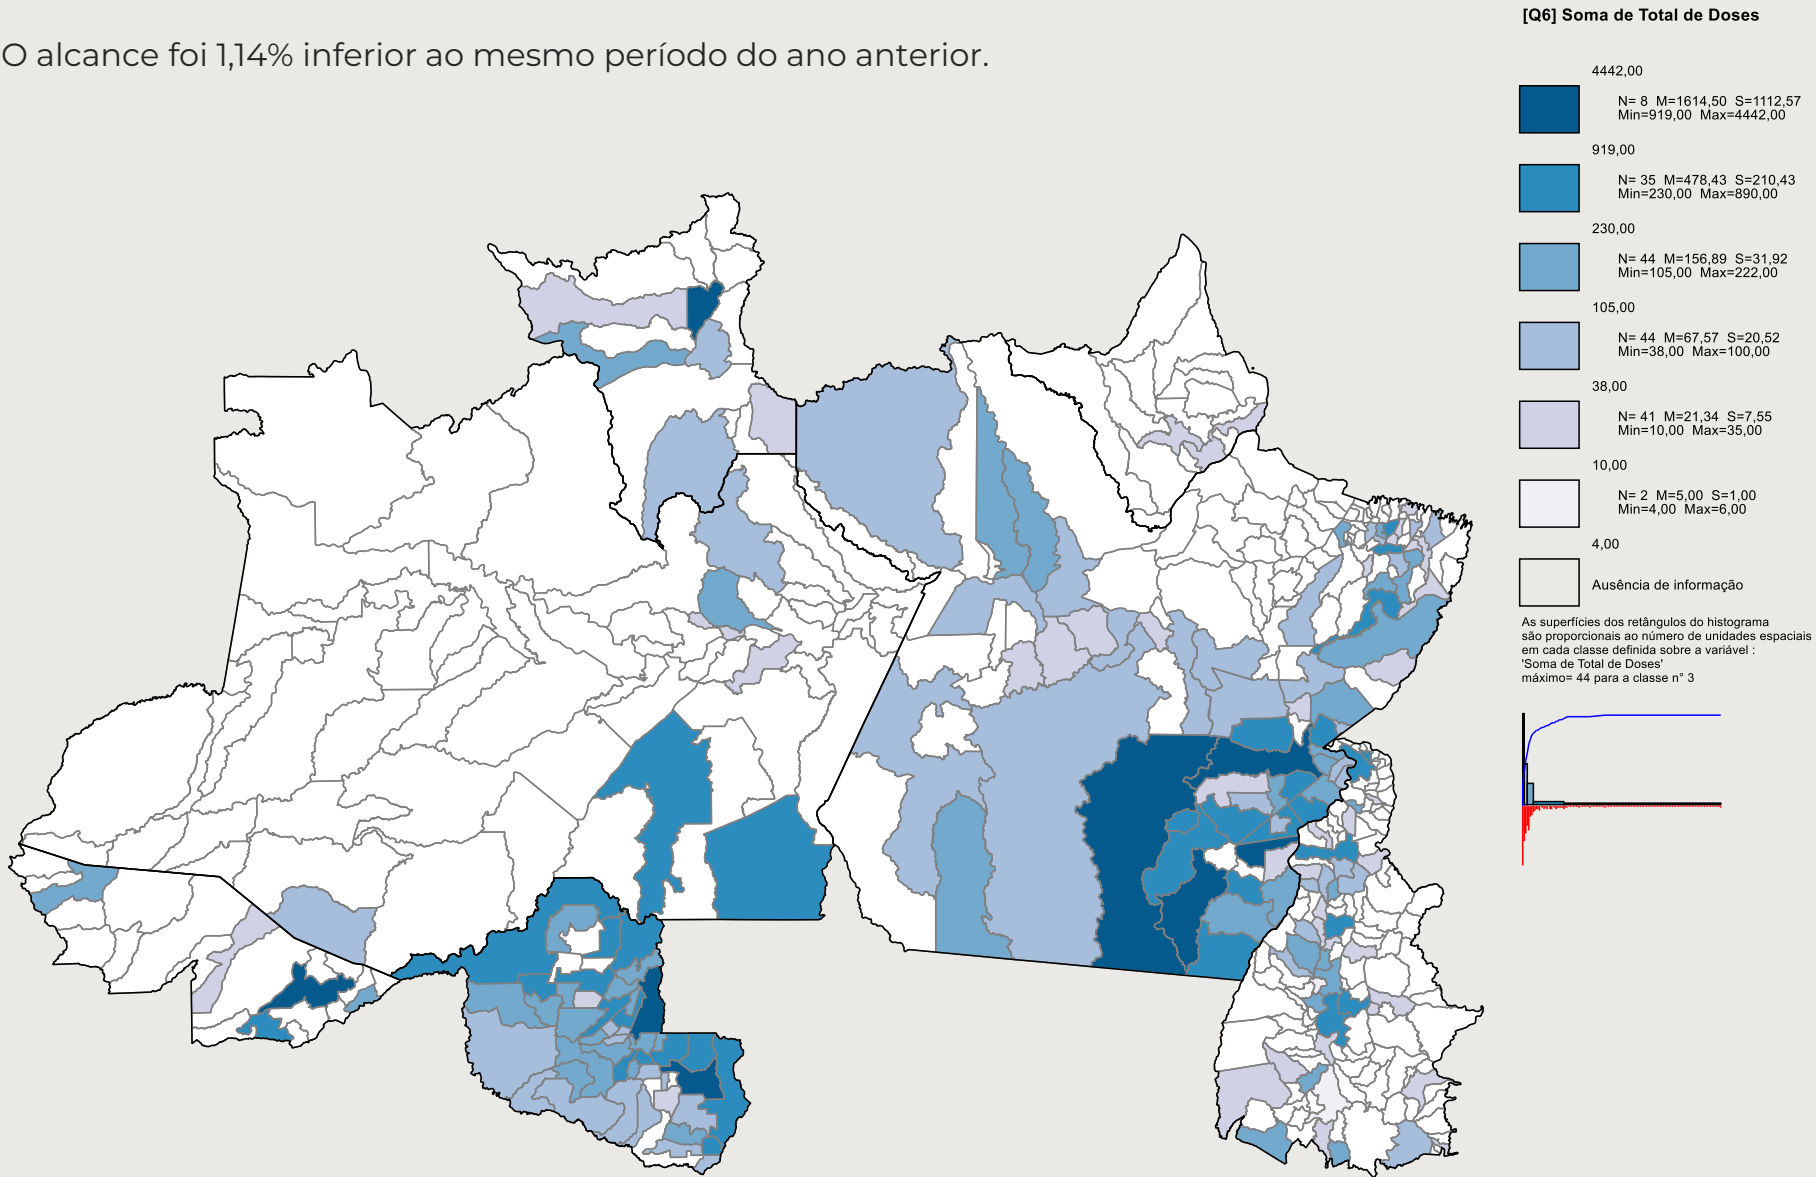 [Q6] Soma de Total de Doses
O alcance foi 1,14% inferior ao mesmo período do ano anterior.
4442,00
N= 8 M=1614,50 S=1112,57
Min=919,00 Max=4442,00
919,00
N= 35 M=478,43 S=210,43
Min=230,00 Max=890,00
230,00
N= 44 M=156,89 S=31,92
Min=105,00 Max=222,00
105,00
N= 44 M=67,57 S=20,52
Min=38,00 Max=100,00
38,00
N= 41 M=21,34 S=7,55
Min=10,00 Max=35,00
10,00
N= 2 M=5,00 S=1,00
Min=4,00 Max=6,00
4,00
Ausência de informação
As superfícies dos retângulos do histograma
são proporcionais ao número de unidades espaciais
em cada classe definida sobre a variável :
'Soma de Total de Doses'
máximo= 44 para a classe n° 3